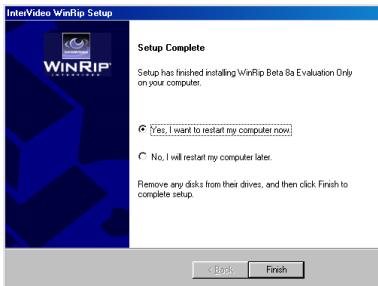 InterVideo WinRip Setup
WINRIP
INTERVIDEO
Setup Complete
Setup has finished installing WinRip Beta 8a Evaluation Only
on your computer.
Yes, I want to restart my computer now.
No, I will restart my computer later.
Remove any disks from their drives, and then click Finish to
complete setup.
< Back
Finish